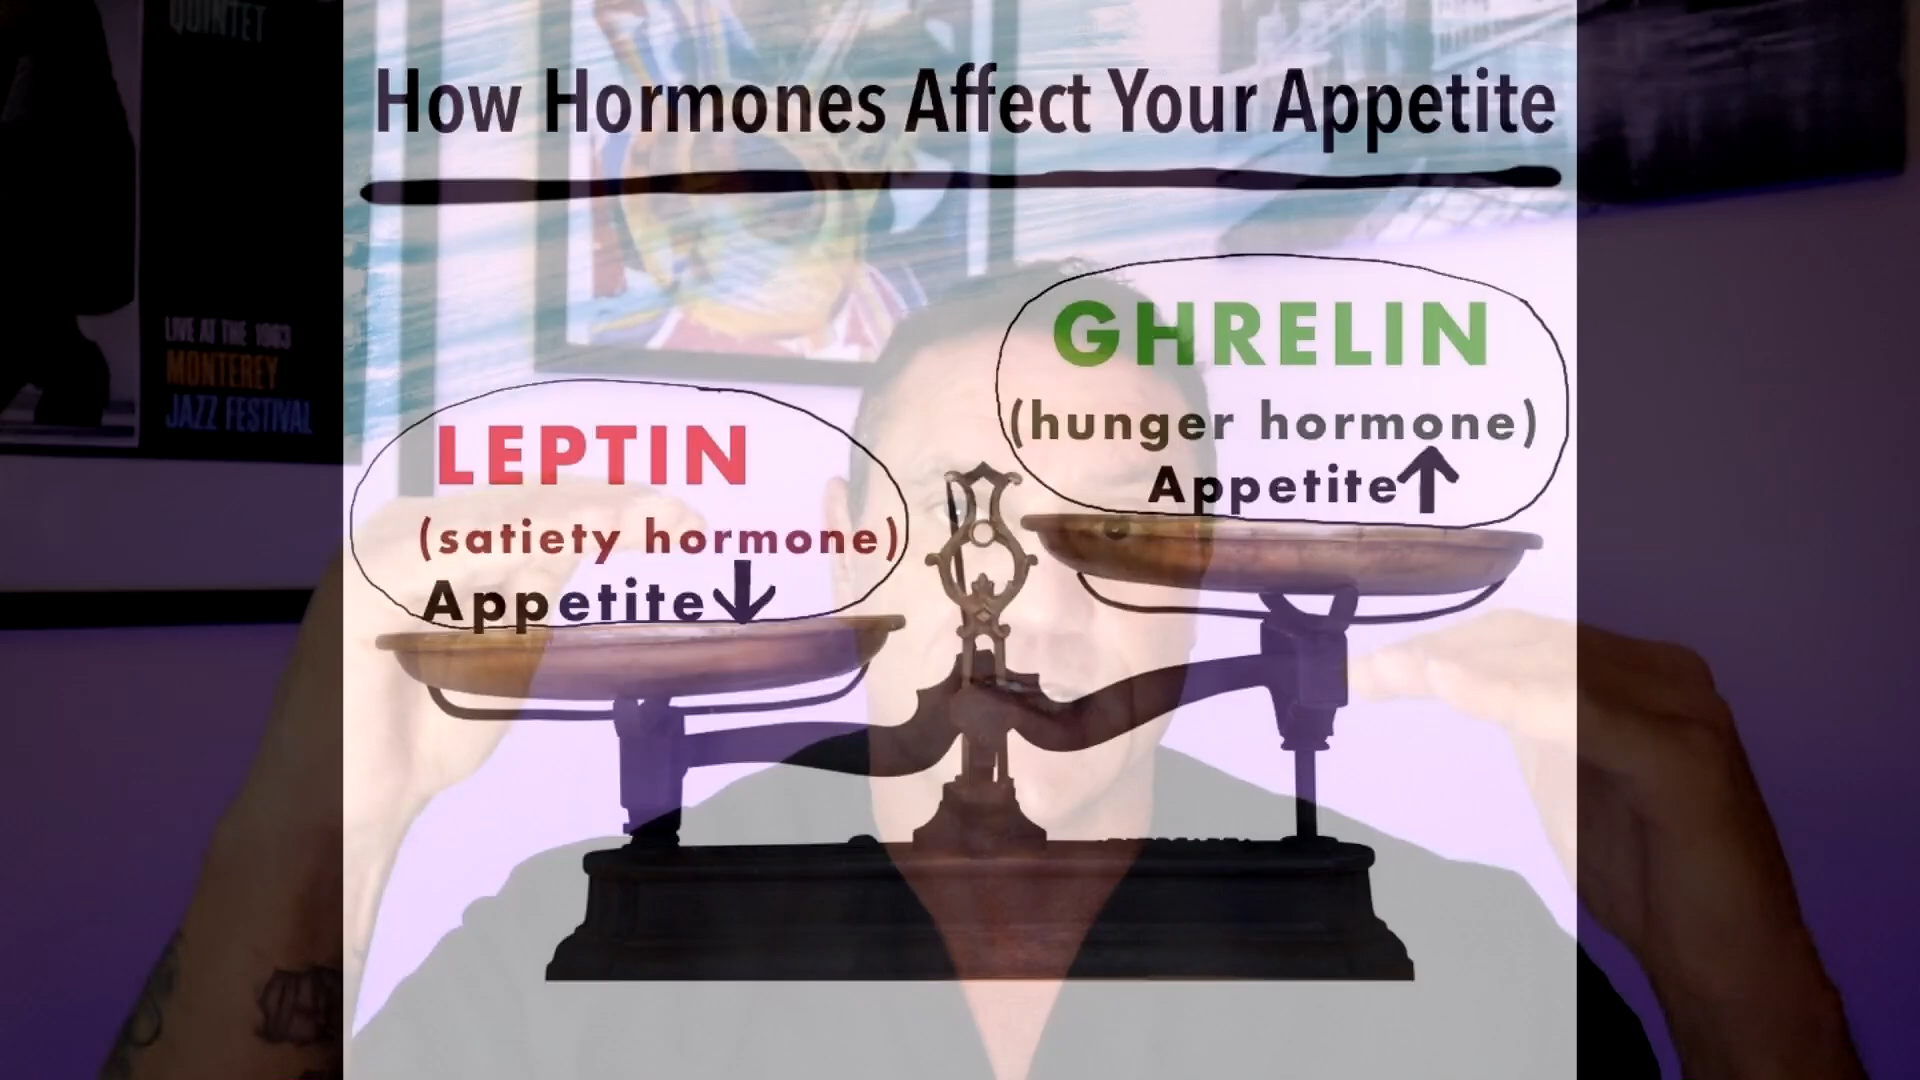 QUINTET
LIVE AT THE 1963
MONTEREY
JAZZ FESTIVAL
How Hormones Affect Your Appetite
LEPTIN
(satiety hormone)
Appetite↓
GHRELIN
(hunger hormone)
Appetite↑